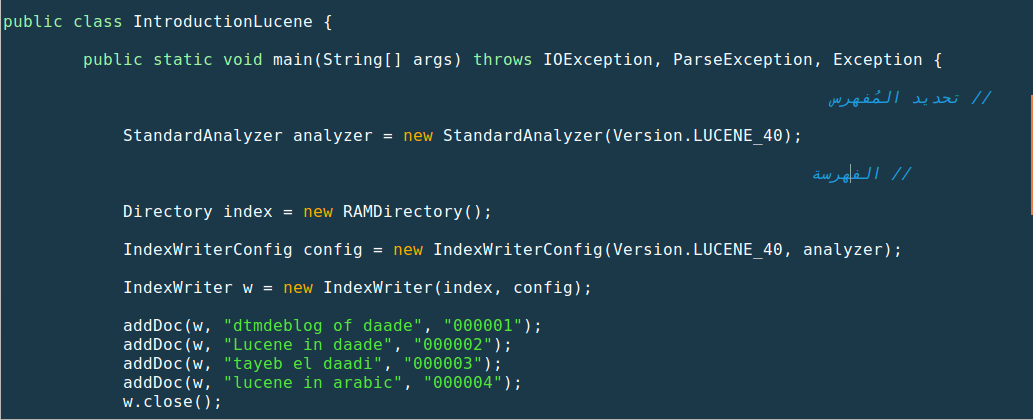 public class IntroductionLucene {
public static void main(String[] args) throws IOException, ParseException, Exception {
// تحديد المُفهرس
StandardAnalyzer analyzer = new StandardAnalyzer(Version.LUCENE_40);
// الفهرسة
Directory index = new RAMDirectory();
IndexWriterConfig config = new IndexWriterConfig(Version.LUCENE_40, analyzer);
IndexWriter w = new IndexWriter(index, config);
addDoc(w, "dtmdeblog of daade", "000001");
addDoc(w, "Lucene in daade", "000002");
addDoc(w, "tayeb el daadi", "000003");
addDoc(w, "lucene in arabic", "000004");
w.close();